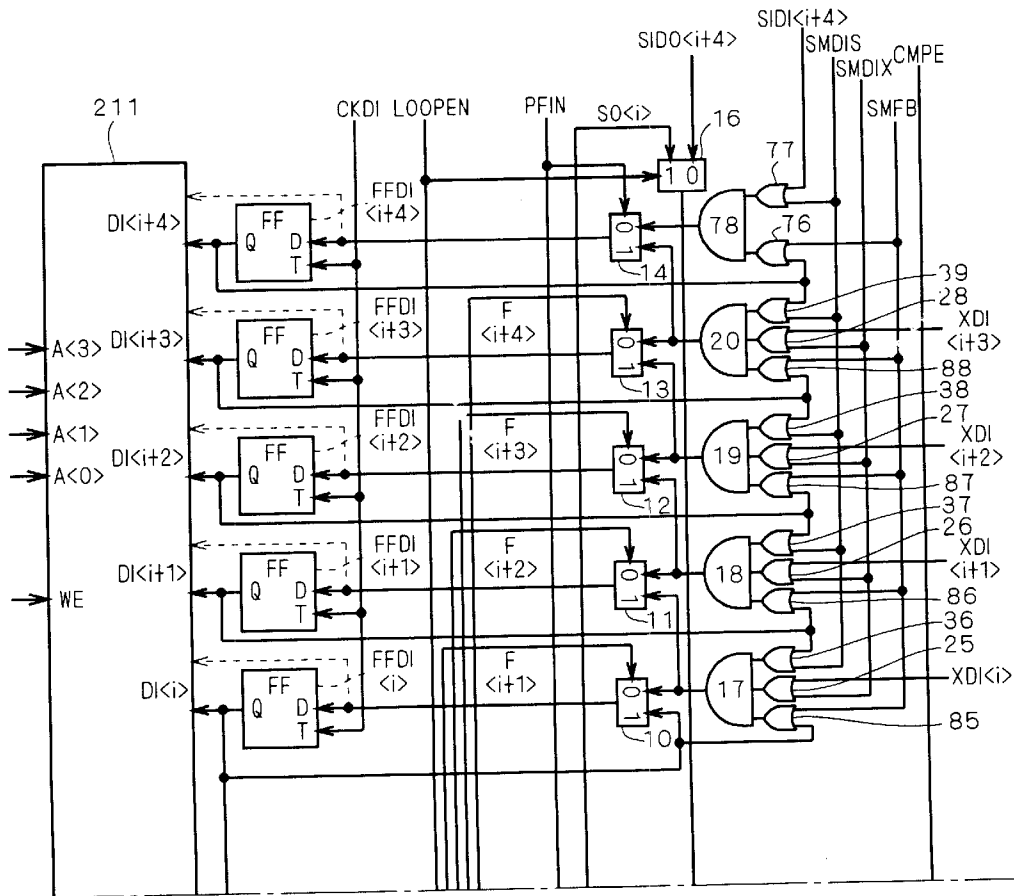 SIDI<i+4>
SIDO<i+4>
SMDIS
CMPE
SMDIX
211
CKDI
LOOPEN
PFIN
SO<i>
16
SMFB
1 0
77
FFDI
<i+4>
DI<i+4>
FF
Q
D
T
0
1
14
78
76
39
28
FFDI
<i+3>
DI<i+3>
FF
Q
D
T
F
<i+4>
0
1
13
20
XDI
<i+3>
88
A<3>
A<2>
38
27
FFDI
<i+2>
A<1>
DI<i+2>
FF
Q
D
T
F
<i+3>
0
1
12
19
XDI
<i+2>
A<0>
87
37
26
FFDI
<i+1>
DI<i+1>
FF
Q
D
T
F
<i+2>
0
1
11
18
XDI
<i+1>
WE
86
36
25
FFDI
<i>
DI<i>
FF
Q
D
T
F
<i+1>
0
1
10
17
XDI<i>
85